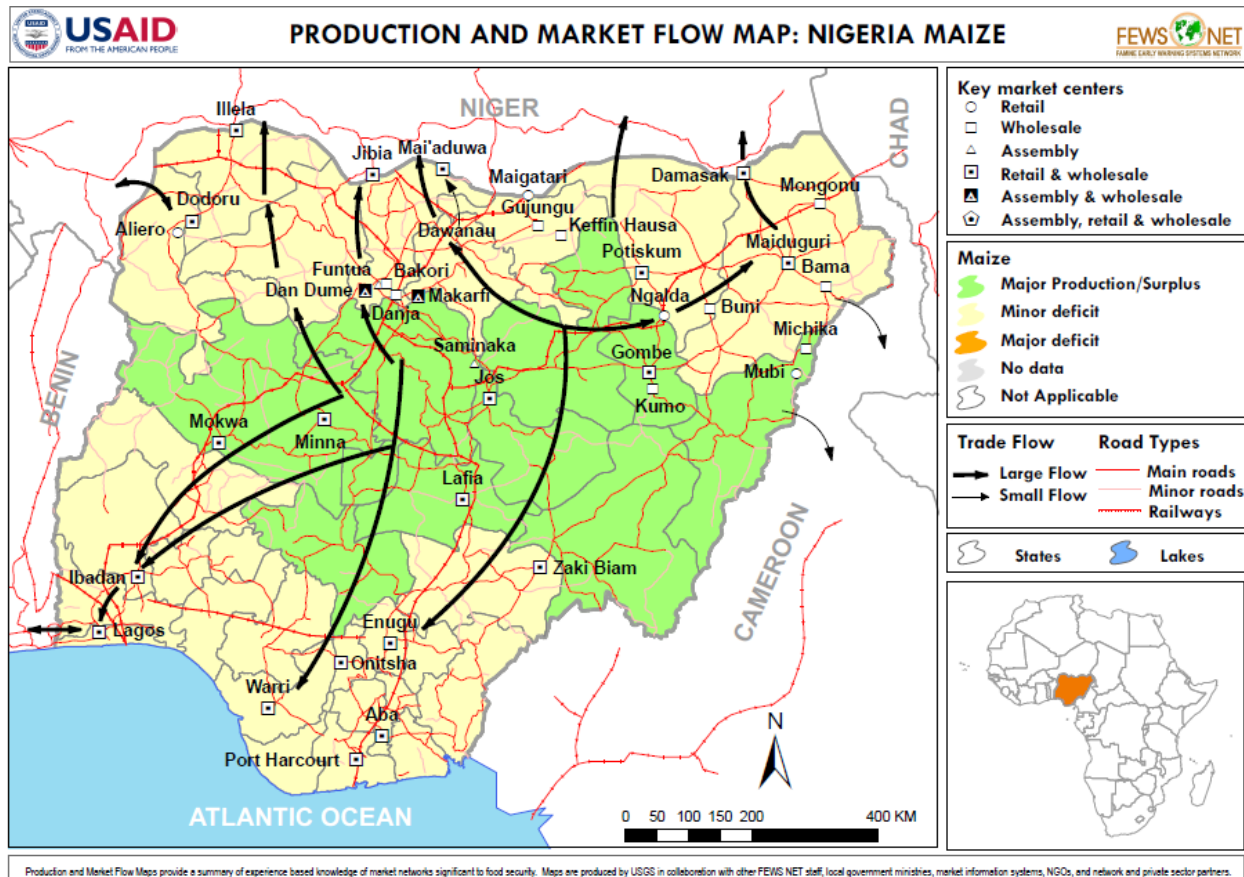 USAID
FROM THE AMERICAN PEOPLE
PRODUCTION AND MARKET FLOW MAP: NIGERIA MAIZE
FEWS NET
FAMINE EARLY WARNING SYSTEMS NETWORK
NIGER
CHAD
BENIN
CAMEROON
ATLANTIC OCEAN
Illela
Jibia
Mai'aduwa
Maigatari
Damasak
Mongonu
Dodoru
Aliero
Gujungu
Dawanau
Keffin Hausa
Potiskum
Maiduguri
Bama
Funtua
Bakori
Dan Dume
Makarfi
Danja
Ngalda
Buni
Michika
Saminaka
Gombe
Mubi
Jos
Kumo
Mokwa
Minna
Lafia
Ibadan
Zaki Biam
Lagos
Enugu
Onitsha
Warri
Aba
Port Harcourt
N
0 50 100 150 200 400 KM
Key market centers
Retail
Wholesale
Assembly
Retail & wholesale
Assembly & wholesale
Assembly, retail & wholesale
Maize
Major Production/Surplus
Minor deficit
Major deficit
No data
Not Applicable
Trade Flow
Large Flow
Small Flow
Road Types
Main roads
Minor roads
Railways
States
Lakes
Production and Market Flow Maps provide a summary of experience based knowledge of market networks significant to food security. Maps are produced by USGS in collaboration with other FEWS NET staff, local government ministries, market information systems, NGOs, and network and private sector partners.